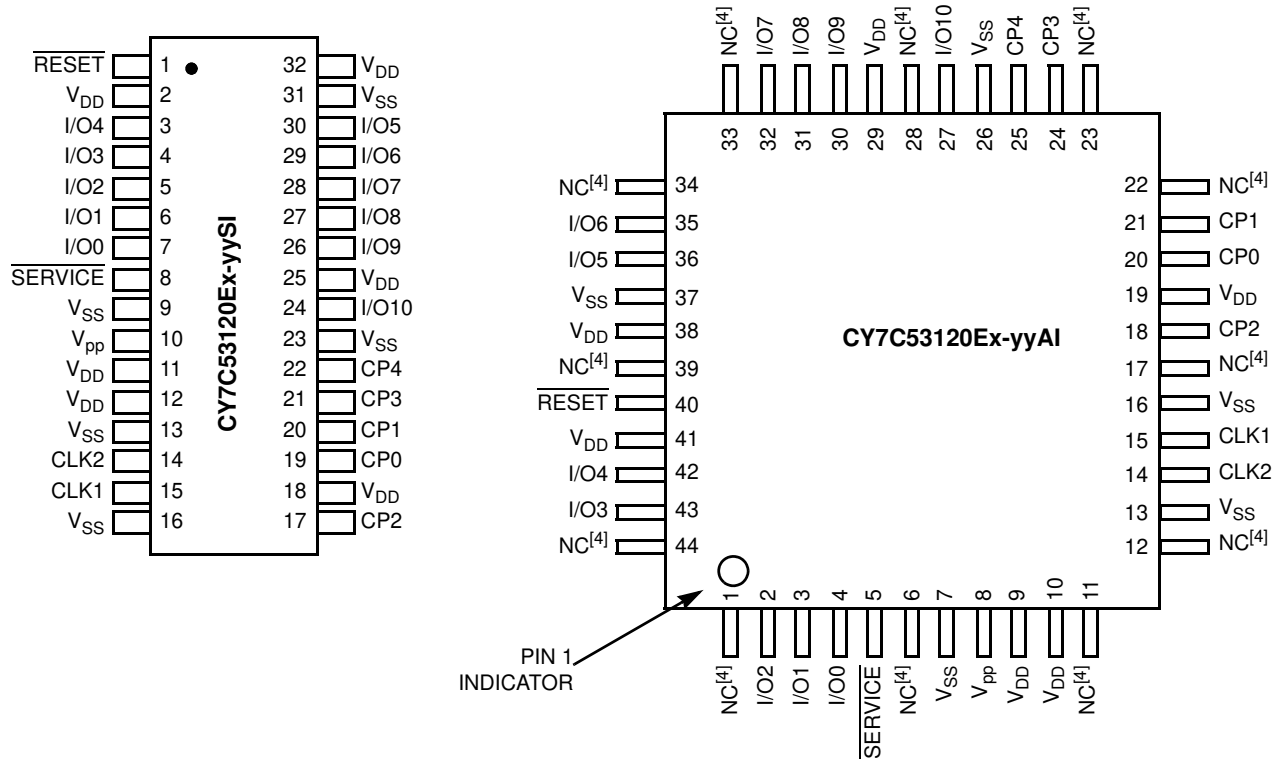 RESET 1 32 VDD
VDD 2 31 VSS
I/O4 3 30 I/O5
I/O3 4 29 I/O6
I/O2 5 28 I/O7
I/O1 6 27 I/O8
I/O0 7 26 I/O9
SERVICE 8 25 VDD
VSS 9 24 I/O10
Vpp 10 23 VSS
VDD 11 22 CP4
VDD 12 21 CP3
VSS 13 20 CP1
CLK2 14 19 CP0
CLK1 15 18 VDD
VSS 16 17 CP2
CY7C53120Ex-yySI
NC[4] I/O7 I/O8 I/O9 VDD NC[4] I/O10 VSS CP4 CP3 NC[4]
33 32 31 30 29 28 27 26 25 24 23
NC[4] 34 22 NC[4]
I/O6 35 21 CP1
I/O5 36 20 CP0
VSS 37 19 VDD
VDD 38 18 CP2
CY7C53120Ex-yyAI
NC[4] 39 17 NC[4]
RESET 40 16 VSS
VDD 41 15 CLK1
I/O4 42 14 CLK2
I/O3 43 13 VSS
NC[4] 44 12 NC[4]
1 2 3 4 5 6 7 8 9 10 11
NC[4] I/O2 I/O1 I/O0 SERVICE NC[4] VSS Vpp VDD VDD NC[4]
PIN 1
INDICATOR